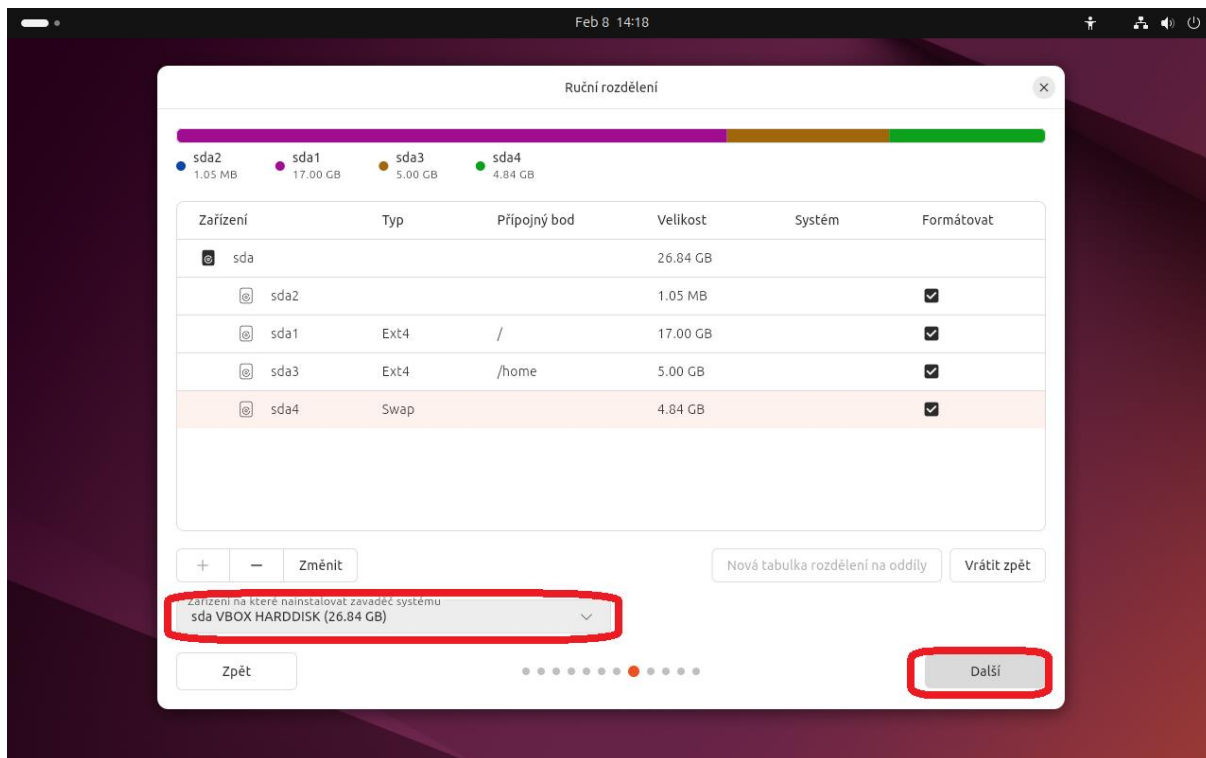 Feb 8 14:18
Ruční rozdělení
sda2 sda1 sda3 sda4
1.05 MB 17.00 GB 5.00 GB 4.84 GB
Zařízení Typ Přípojný bod Velikost Systém Formátovat
sda 26.84 GB
sda2 1.05 MB
sda1 Ext4 / 17.00 GB
sda3 Ext4 /home 5.00 GB
sda4 Swap 4.84 GB
+ − Změnit Nová tabulka rozdělení na oddíly Vrátit zpět
Zařízení na které nainstalovat zavaděč systému
sda VBOX HARDDISK (26.84 GB)
Zpět Další